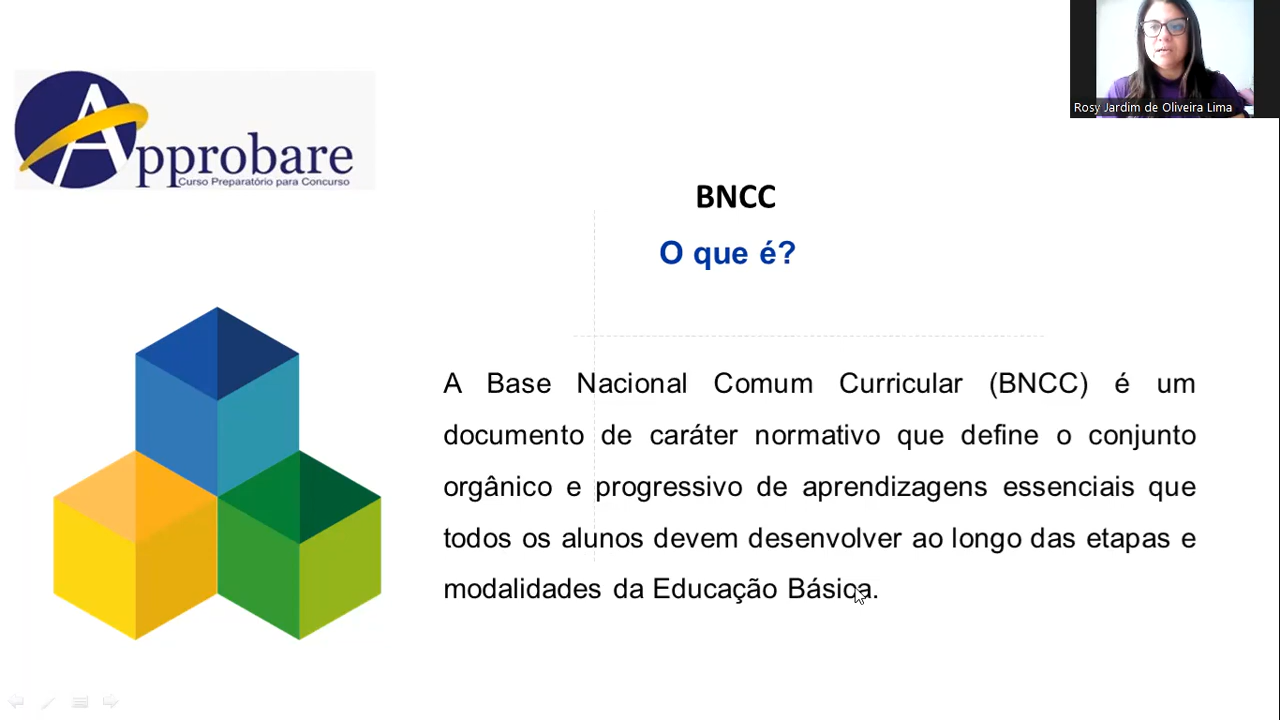 Rosy Jardim de Oliveira Lima
Approbare
Curso Preparatório para Concurso
BNCC
O que é?
A Base Nacional Comum Curricular (BNCC) é um
documento de caráter normativo que define o conjunto
orgânico e progressivo de aprendizagens essenciais que
todos os alunos devem desenvolver ao longo das etapas e
modalidades da Educação Básica.